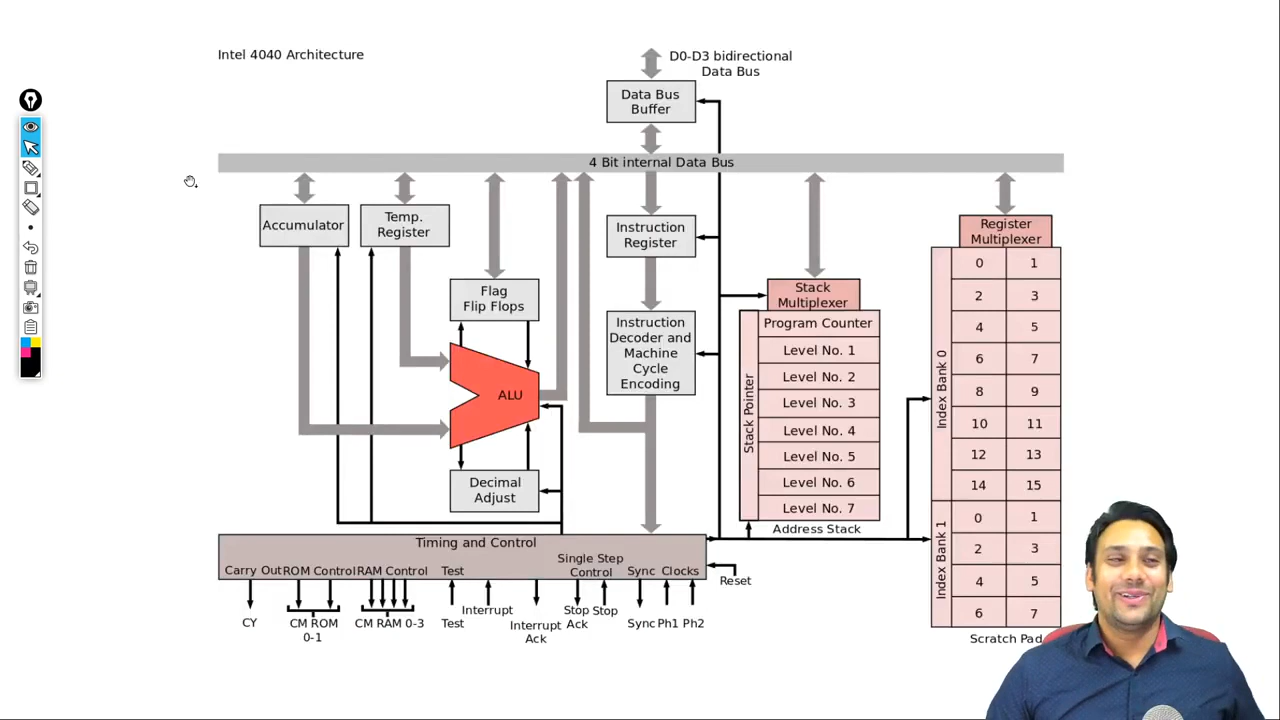 Intel 4040 Architecture
D0-D3 bidirectional
Data Bus
Data Bus
Buffer
4 Bit internal Data Bus
Accumulator
Temp.
Register
Instruction
Register
Register
Multiplexer
Flag
Flip Flops
Stack
Multiplexer
Instruction
Decoder and
Machine
Cycle
Encoding
ALU
Decimal
Adjust
Stack Pointer
Program Counter
Level No. 1
Level No. 2
Level No. 3
Level No. 4
Level No. 5
Level No. 6
Level No. 7
Address Stack
Index Bank 0
0 1
2 3
4 5
6 7
8 9
10 11
12 13
14 15
Index Bank 1
0 1
2 3
4 5
6 7
Scratch Pad
Timing and Control
Carry Out ROM Control RAM Control Test Single Step
Control Sync Clocks
Reset
CY
CM ROM
0-1
CM RAM 0-3
Test
Interrupt
Interrupt
Ack
Stop
Ack
Stop
Sync Ph1 Ph2